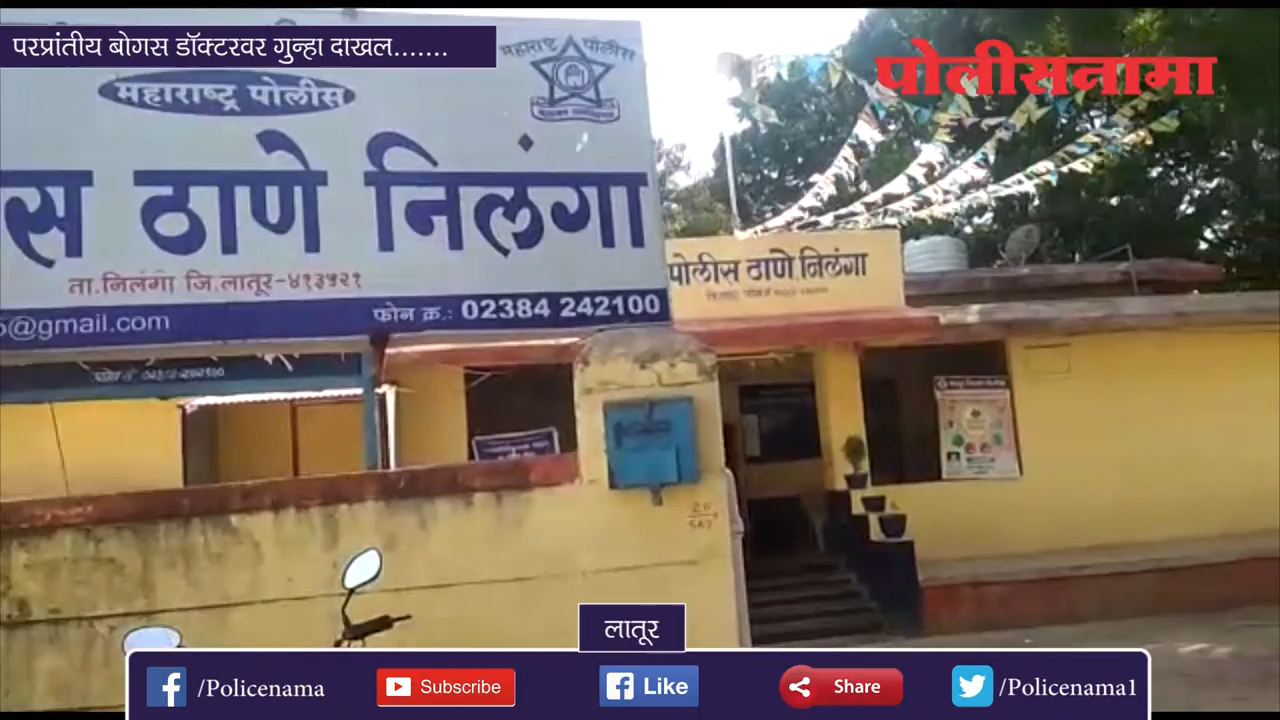 परप्रांतीय बोगस डॉक्टरवर गुन्हा दाखल.......
पोलीसनामा
महाराष्ट्र पोलीस
महाराष्ट्र पोलीस
स ठाणे निलंगा
ता.निलंगा जि.लातूर-४१३५२१
@gmail.com
फोन क्र.: 02384 242100
पोलीस ठाणे निलंगा
लातूर
/Policenama
Subscribe
Like
Share
/Policenama1